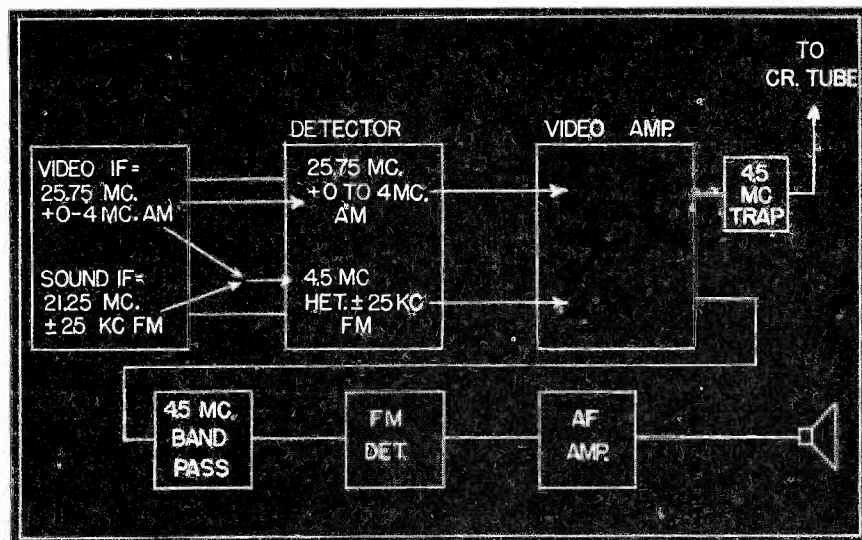 TO
CR. TUBE
DETECTOR
VIDEO AMP.
VIDEO IF=
25.75 MC.
+0-4 MC. AM
SOUND IF=
21.25 MC.
±25 KC FM
25.75 MC.
+0 TO 4 MC.
AM
4.5 MC
HET. ±25 KC
FM
4.5
MC
TRAP
4.5 MC.
BAND
PASS
FM
DET.
AF
AMP.